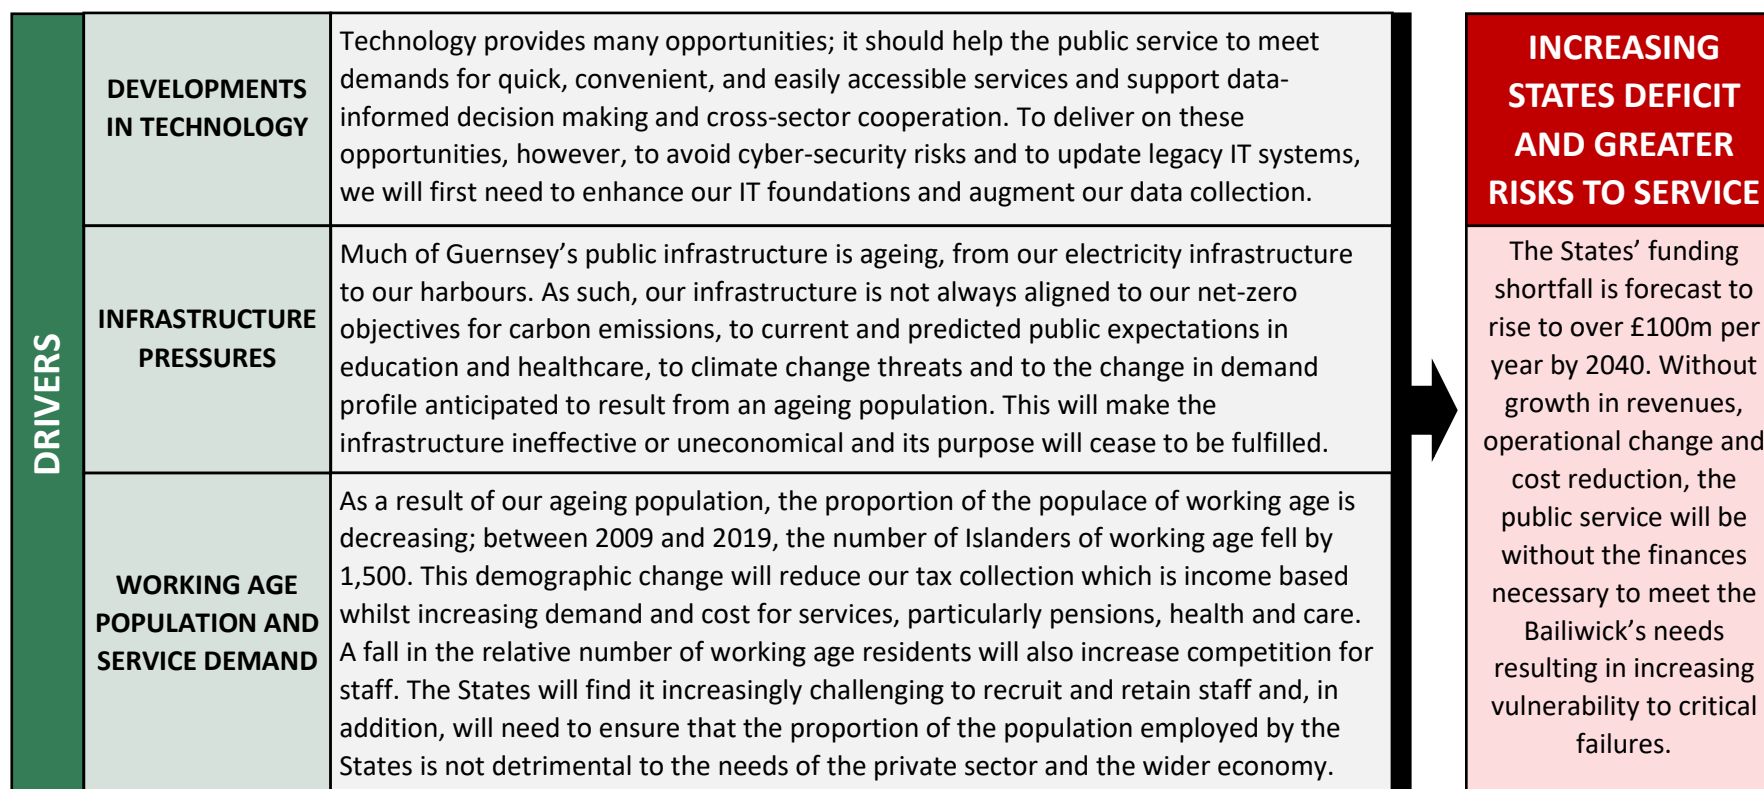 DRIVERS
DEVELOPMENTS
IN TECHNOLOGY
Technology provides many opportunities; it should help the public service to meet
demands for quick, convenient, and easily accessible services and support data-
informed decision making and cross-sector cooperation. To deliver on these
opportunities, however, to avoid cyber-security risks and to update legacy IT systems,
we will first need to enhance our IT foundations and augment our data collection.
INFRASTRUCTURE
PRESSURES
Much of Guernsey’s public infrastructure is ageing, from our electricity infrastructure
to our harbours. As such, our infrastructure is not always aligned to our net-zero
objectives for carbon emissions, to current and predicted public expectations in
education and healthcare, to climate change threats and to the change in demand
profile anticipated to result from an ageing population. This will make the
infrastructure ineffective or uneconomical and its purpose will cease to be fulfilled.
WORKING AGE
POPULATION AND
SERVICE DEMAND
As a result of our ageing population, the proportion of the populace of working age is
decreasing; between 2009 and 2019, the number of Islanders of working age fell by
1,500. This demographic change will reduce our tax collection which is income based
whilst increasing demand and cost for services, particularly pensions, health and care.
A fall in the relative number of working age residents will also increase competition for
staff. The States will find it increasingly challenging to recruit and retain staff and, in
addition, will need to ensure that the proportion of the population employed by the
States is not detrimental to the needs of the private sector and the wider economy.
INCREASING
STATES DEFICIT
AND GREATER
RISKS TO SERVICE
The States’ funding
shortfall is forecast to
rise to over £100m per
year by 2040. Without
growth in revenues,
operational change and
cost reduction, the
public service will be
without the finances
necessary to meet the
Bailiwick’s needs
resulting in increasing
vulnerability to critical
failures.